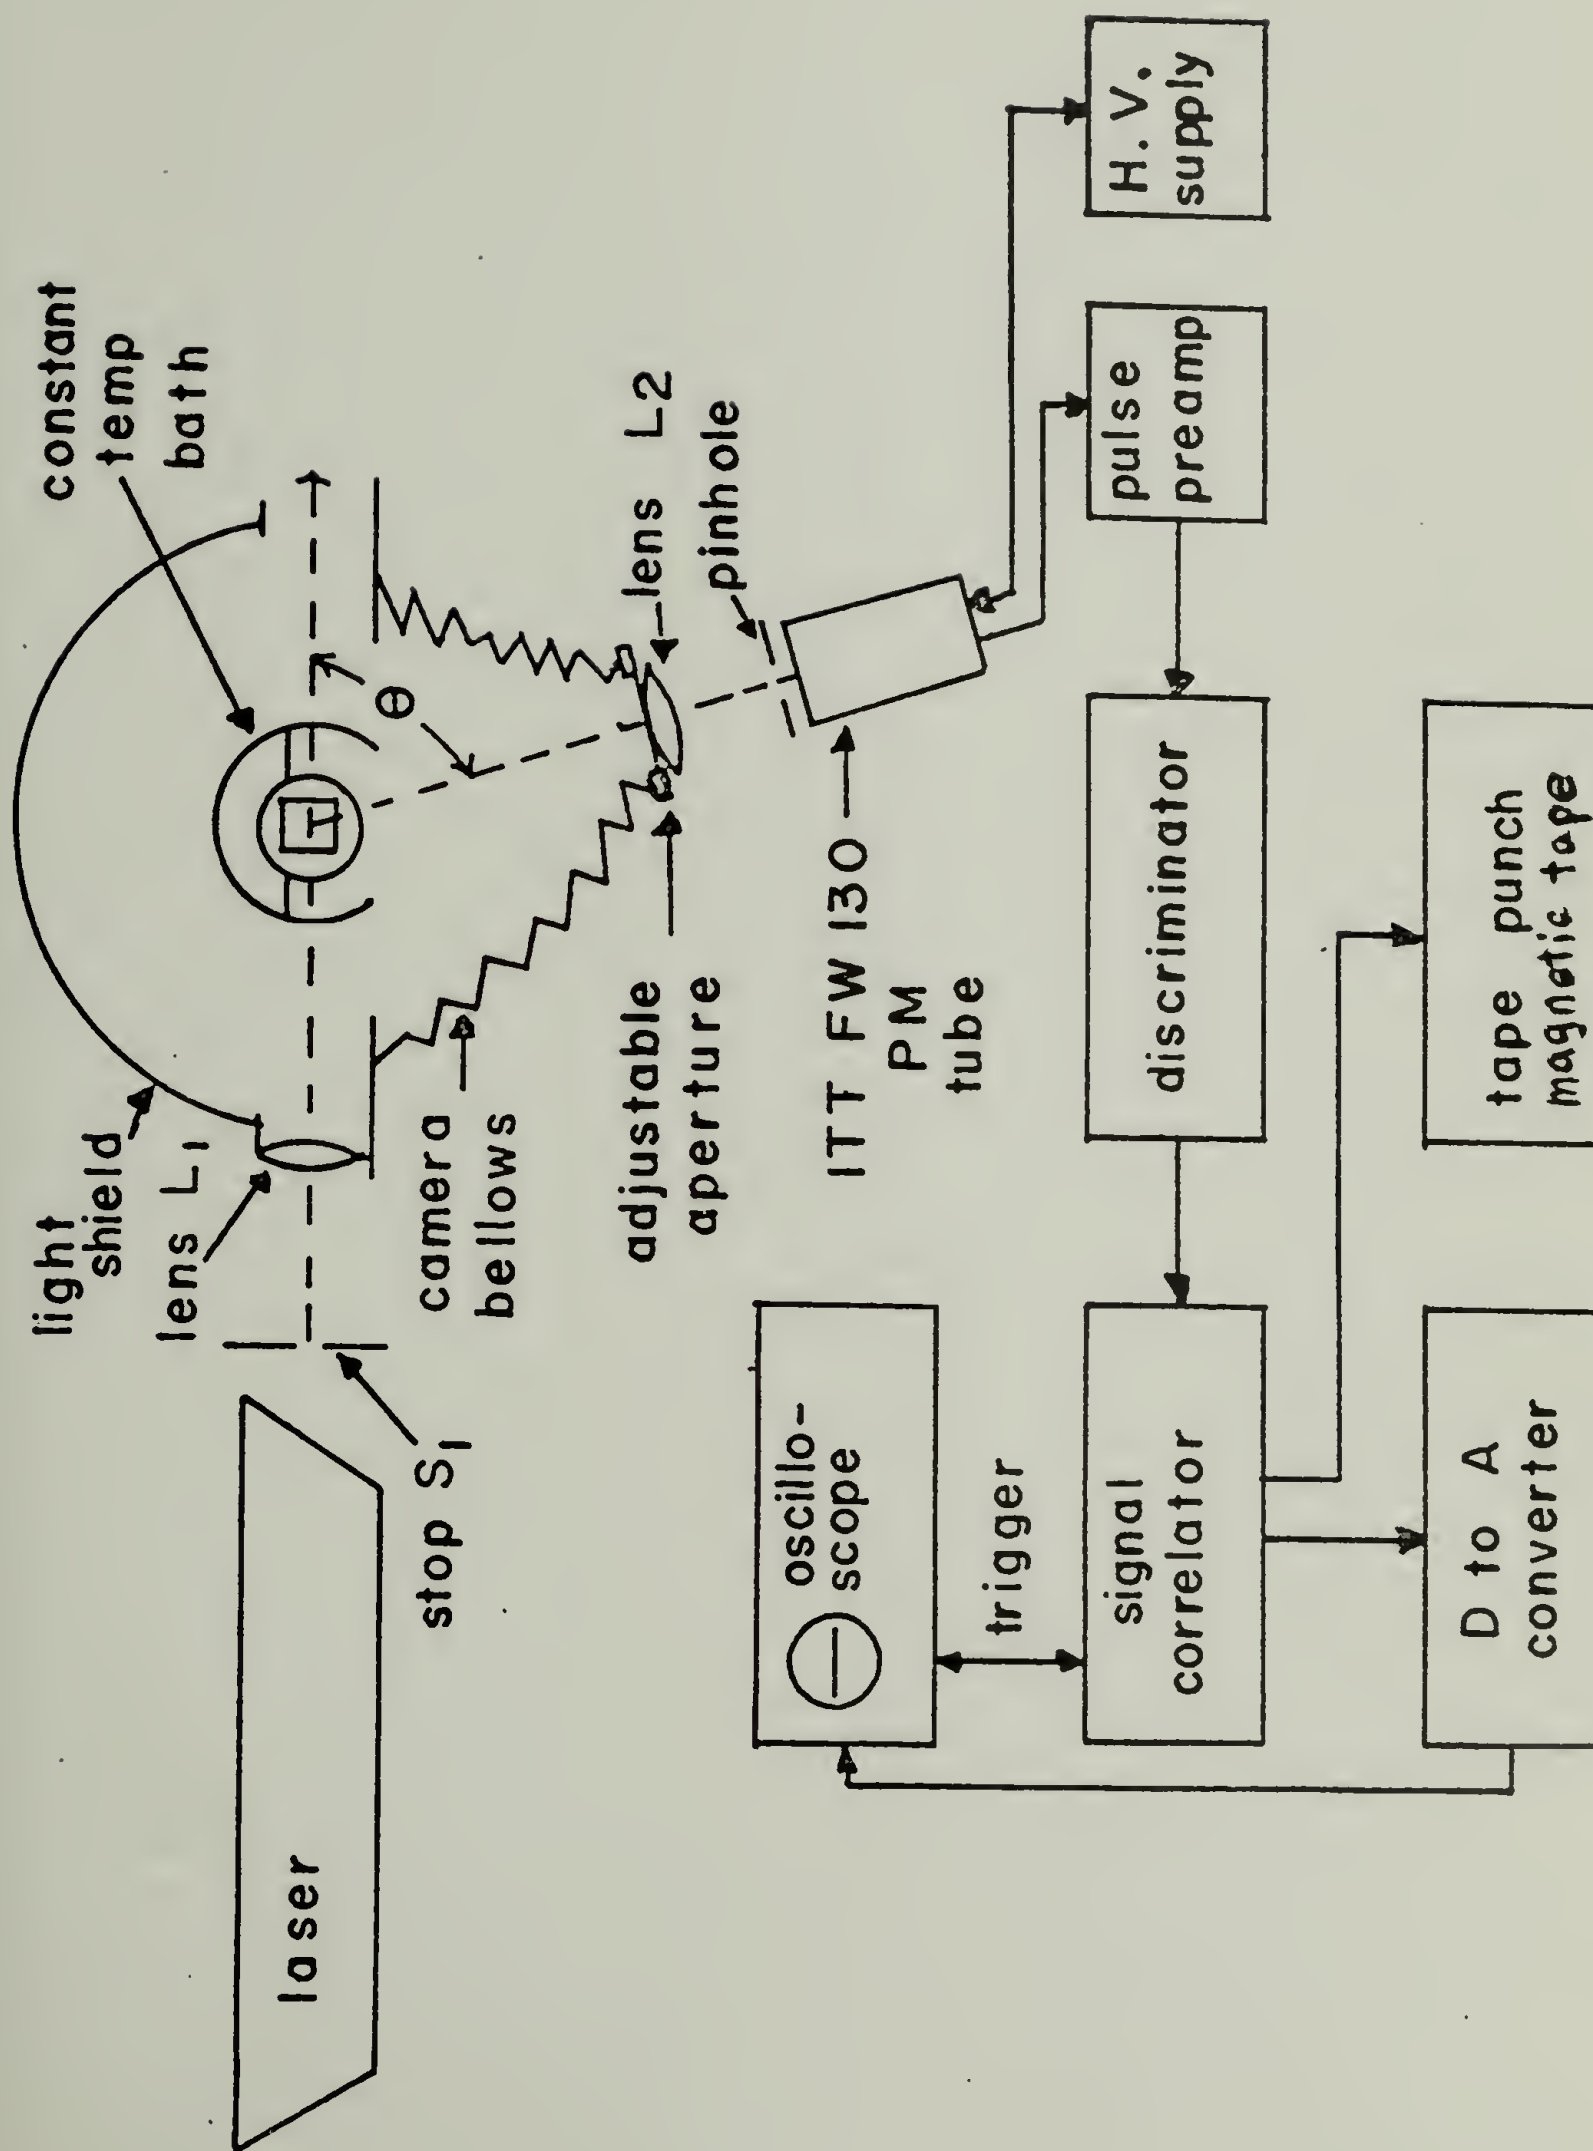 laser
stop S1
light
shield
lens L1
camera
bellows
constant
temp
bath
θ
adjustable
aperture
lens L2
pinhole
ITT FW 130
PM
tube
oscillo-
scope
trigger
signal
correlator
discriminator
pulse
preamp
H. V.
supply
D to A
converter
tape punch
magnetic tape